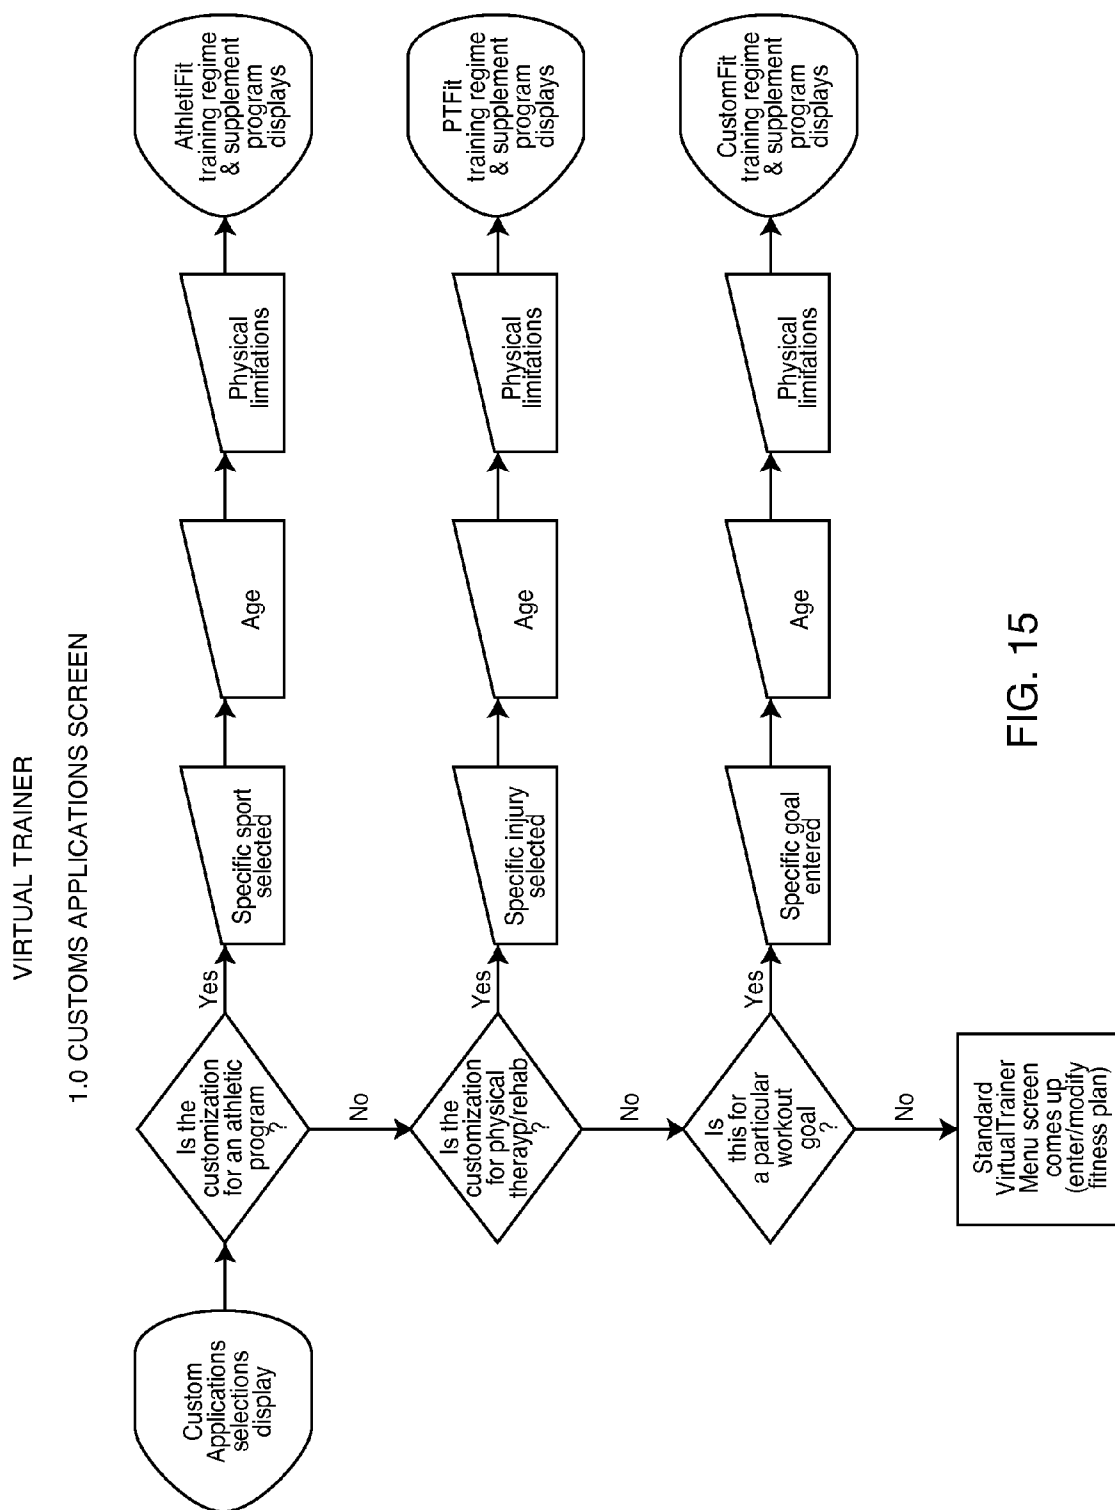 VIRTUAL TRAINER
1.0 CUSTOMS APPLICATIONS SCREEN
Custom
Applications
selections
display
Is the
customization
for an athletic
program
?
Yes
Specific sport
selected
Age
Physical
limitations
AthletiFit
training regime
& supplement
program
displays
No
Is the
customization
for physical
therayp/rehab
?
Yes
Specific injury
selected
Age
Physical
limitations
PTFit
training regime
& supplement
program
displays
No
Is
this for
a particular
workout
goal
?
Yes
Specific goal
entered
Age
Physical
limitations
CustomFit
training regime
& supplement
program
displays
No
Standard
VirtualTrainer
Menu screen
comes up
(enter/modify
fitness plan)
FIG. 15